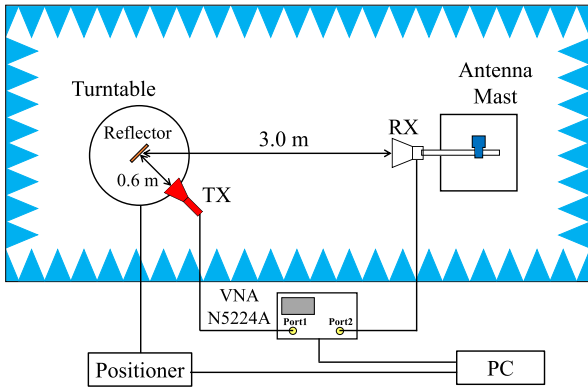 Turntable
Antenna
Mast
Reflector
3.0 m
RX
0.6 m
TX
VNA
N5224A
Port1
Port2
Positioner
PC